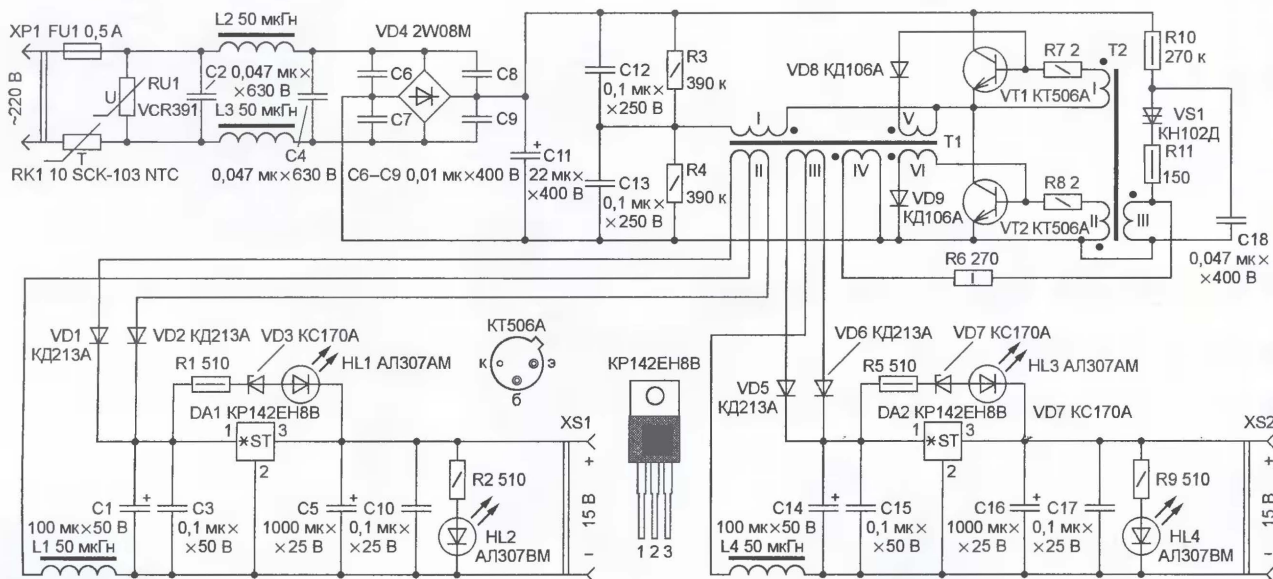 L2 50 мкГн
XP1 FU1 0,5 A
VD4 2W08M
~220 В
RU1
U
VCR391
C2 0,047 мк×
×630 В
L3 50 мкГн
T
RK1 10 SCK-103 NTC
C4
0,047 мк×630 В
C6
C7
C8
C9
C6–C9 0,01 мк×400 В
C11
22 мк×
×400 В
C12
0,1 мк×
×250 В
C13
0,1 мк×
×250 В
R3
390 к
R4
390 к
VD8 КД106А
VT1 КТ506А
R7 2
T2
R10
270 к
VS1
КН102Д
R11
150
I
II
III
IV
V
VI
T1
VD9
КД106А
VT2 КТ506А
R8 2
I
II
III
R6 270
C18
0,047 мк×
×400 В
VD1
КД213А
VD2 КД213А
VD3 КС170А
R1 510
HL1 АЛ307АМ
DA1 КР142ЕН8В
1
✶ST
3
2
C1
100 мк×50 В
L1 50 мкГн
C3
0,1 мк×
×50 В
C5
1000 мк×
×25 В
C10
0,1 мк×
×25 В
R2 510
HL2
АЛ307ВМ
XS1
+
15 В
–
КТ506А
к
э
б
КР142ЕН8В
1 2 3
VD5
КД213А
VD6 КД213А
VD7 КС170А
R5 510
HL3 АЛ307АМ
DA2 КР142ЕН8В
VD7 КС170А
1
✶ST
3
2
C14
100 мк×50 В
L4 50 мкГн
C15
0,1 мк×
×50 В
C16
1000 мк×
×25 В
C17
0,1 мк×
×25 В
R9 510
HL4
АЛ307ВМ
XS2
+
15 В
–